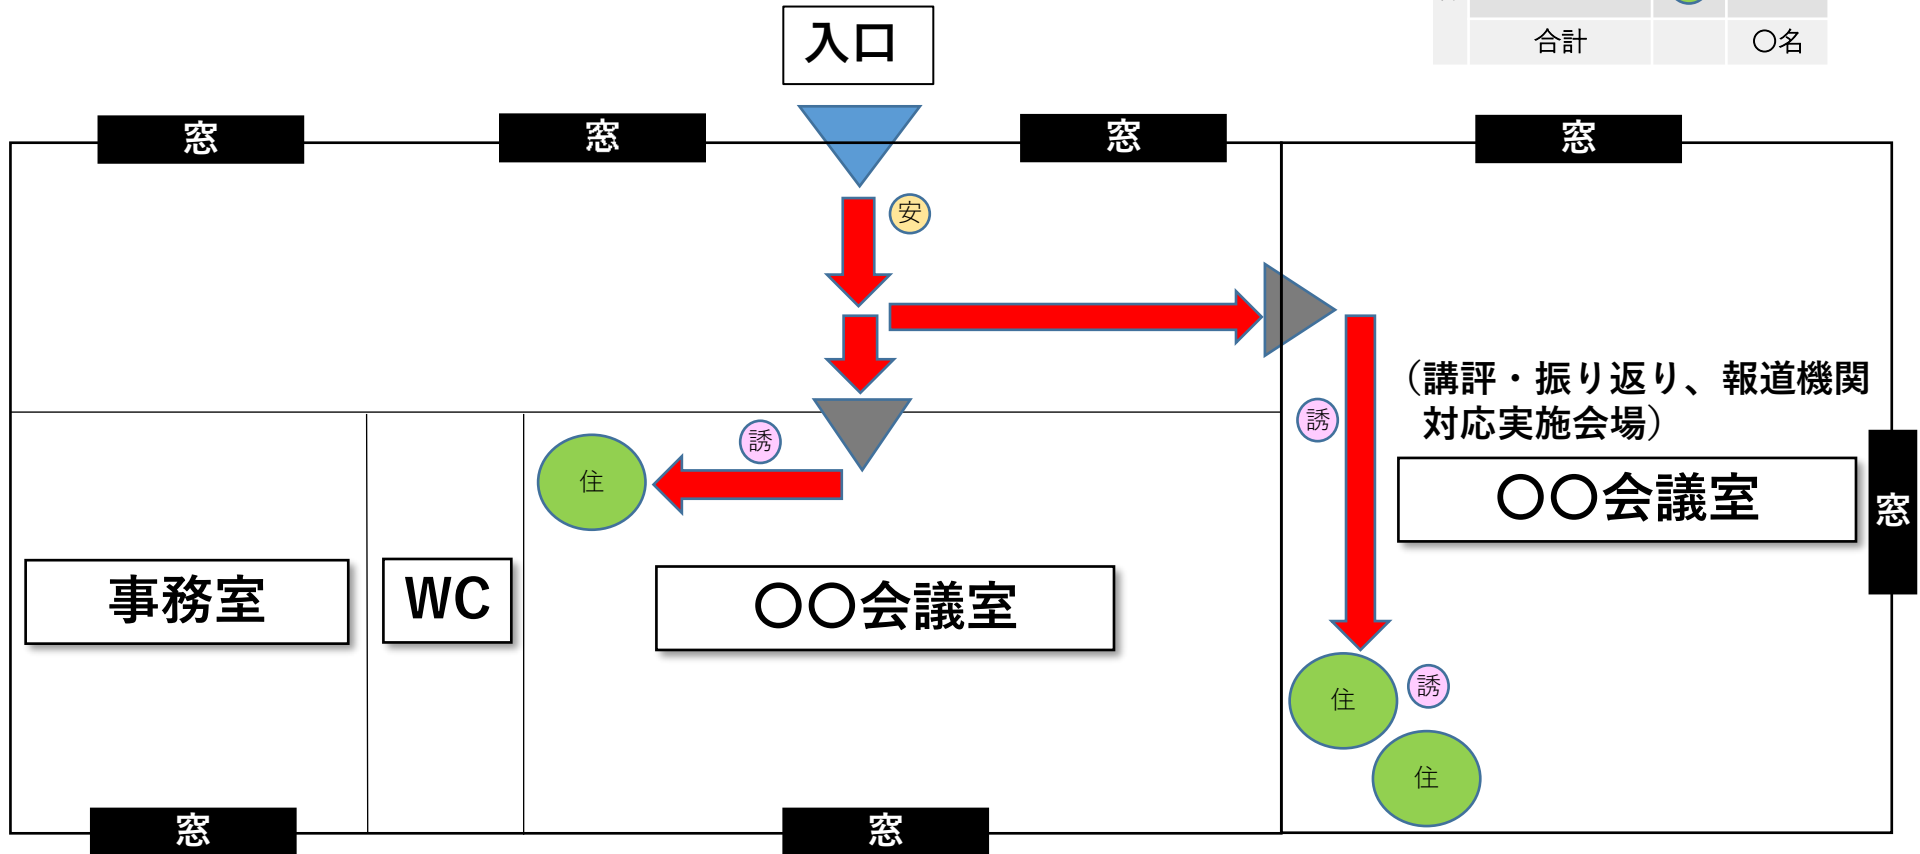 合計 〇名
入口
窓 窓 窓 窓
安
(講評・振り返り、報道機関
対応実施会場)
誘
誘
住
〇〇会議室
窓
事務室
WC
〇〇会議室
住
誘
住
窓 窓